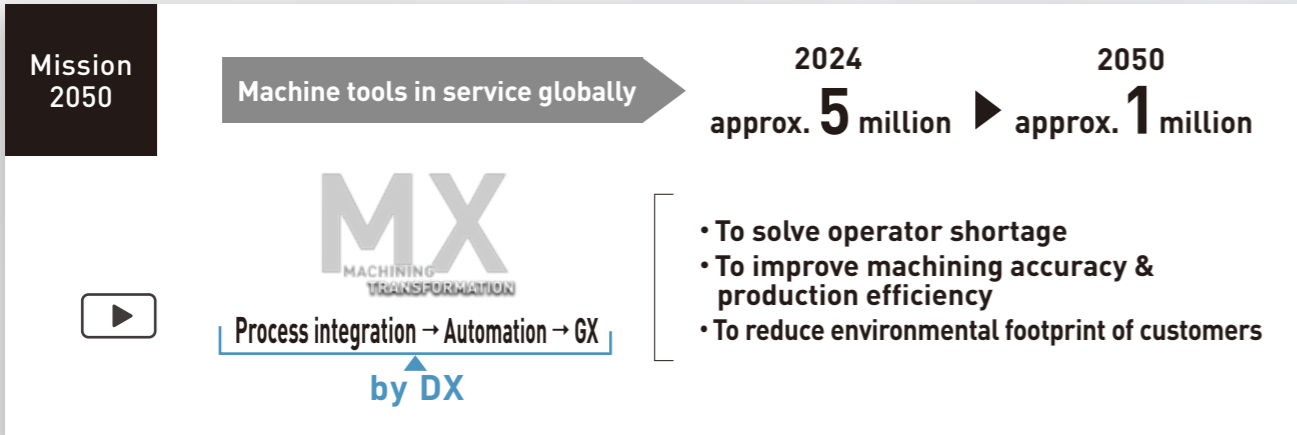 Mission
2050
Machine tools in service globally
2024
approx. 5 million
▶
2050
approx. 1 million
MX
MACHINING
TRANSFORMATION
Process integration → Automation → GX
by DX
• To solve operator shortage
• To improve machining accuracy &
production efficiency
• To reduce environmental footprint of customers